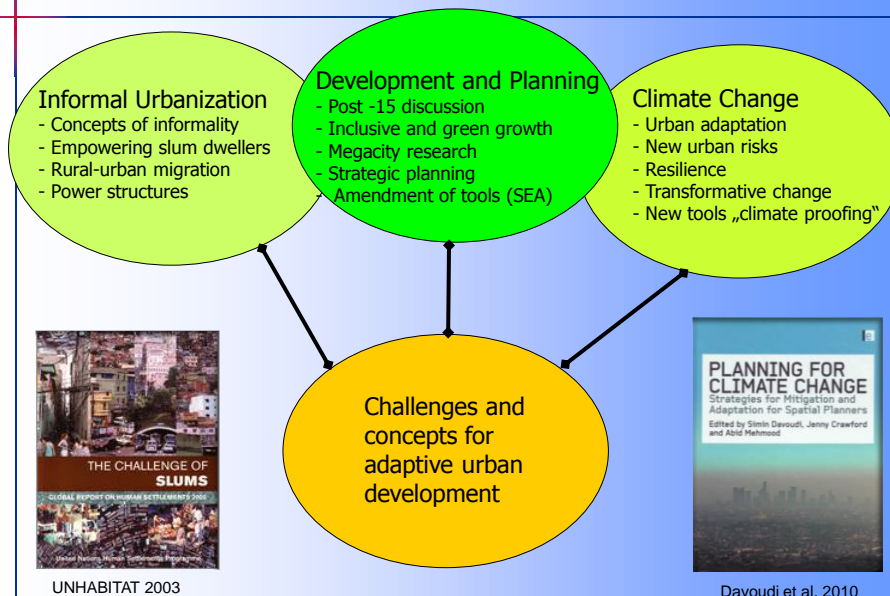 Informal Urbanization
- Concepts of informality
- Empowering slum dwellers
- Rural-urban migration
- Power structures
Development and Planning
- Post -15 discussion
- Inclusive and green growth
- Megacity research
- Strategic planning
- Amendment of tools (SEA)
Climate Change
- Urban adaptation
- New urban risks
- Resilience
- Transformative change
- New tools „climate proofing“
Challenges and
concepts for
adaptive urban
development
THE CHALLENGE OF
SLUMS
GLOBAL REPORT ON HUMAN SETTLEMENTS 2003
United Nations Human Settlements Programme
UNHABITAT 2003
PLANNING FOR
CLIMATE CHANGE
Strategies for Mitigation and
Adaptation for Spatial Planners
Edited by Simin Davoudi, Jenny Crawford
and Abid Mehmood
Davoudi et al. 2010